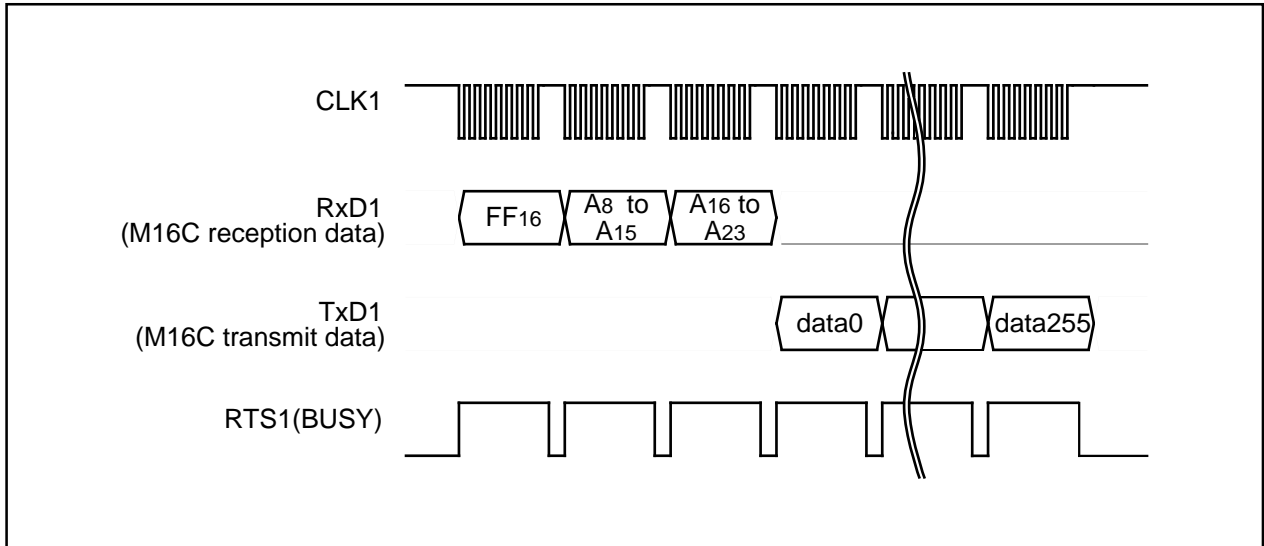 CLK1
RxD1
(M16C reception data)
FF16
A8 to
A15
A16 to
A23
TxD1
(M16C transmit data)
data0
data255
RTS1(BUSY)